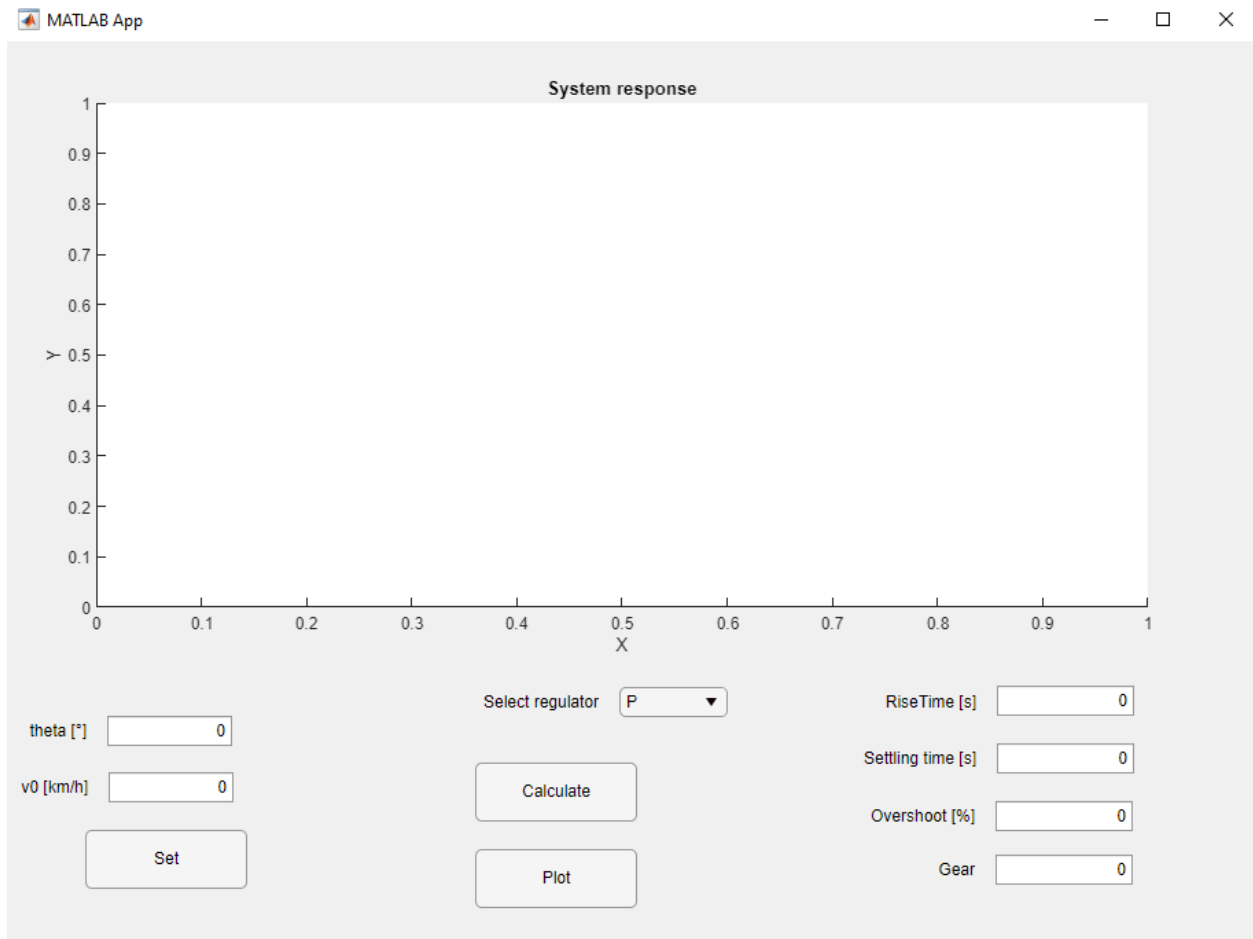 MATLAB App
System response
1
0.9
0.8
0.7
0.6
Y 0.5
0.4
0.3
0.2
0.1
0
0 0.1 0.2 0.3 0.4 0.5 0.6 0.7 0.8 0.9 1
X
theta [°] 0
v0 [km/h] 0
Set
Select regulator P
Calculate
Plot
RiseTime [s] 0
Settling time [s] 0
Overshoot [%] 0
Gear 0